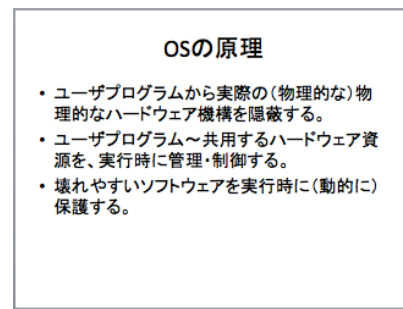 OSの原理
• ユーザプログラムから実際の（物理的な）物
理的なハードウェア機構を隠蔽する。
• ユーザプログラム～共用するハードウェア資
源を、実行時に管理・制御する。
• 壊れやすいソフトウェアを実行時に（動的に）
保護する。